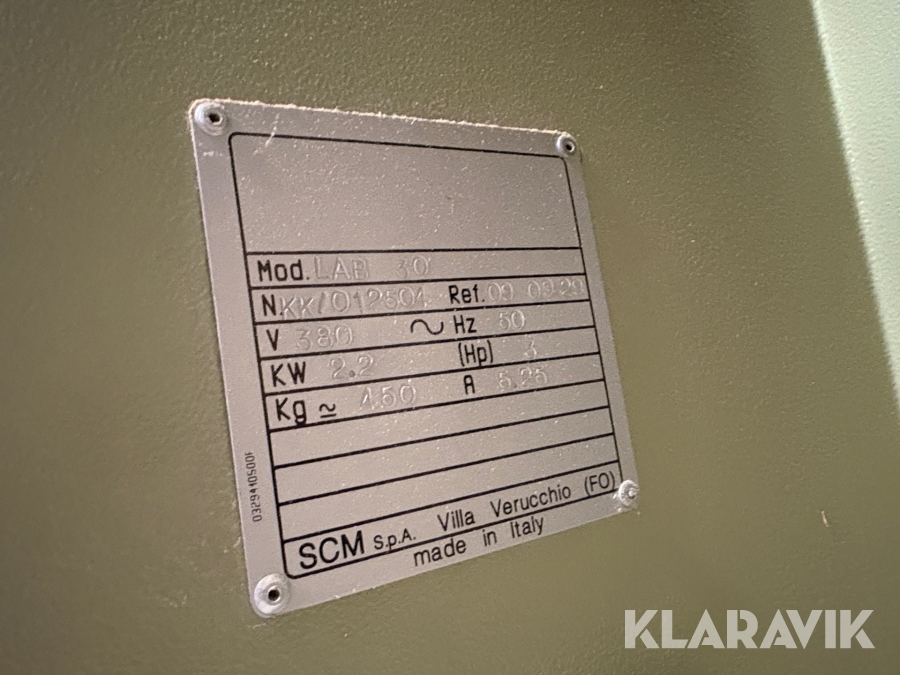 Mod. LAB 30
N. KK/012504 Ref. 09 09.20
V 380 ~ Hz 50
KW 2.2 (Hp) 3
Kg ≃ 450 A 5.25
0329410500F
SCM S.p.A. Villa Verucchio (FO)
made in Italy
KLARAVIK